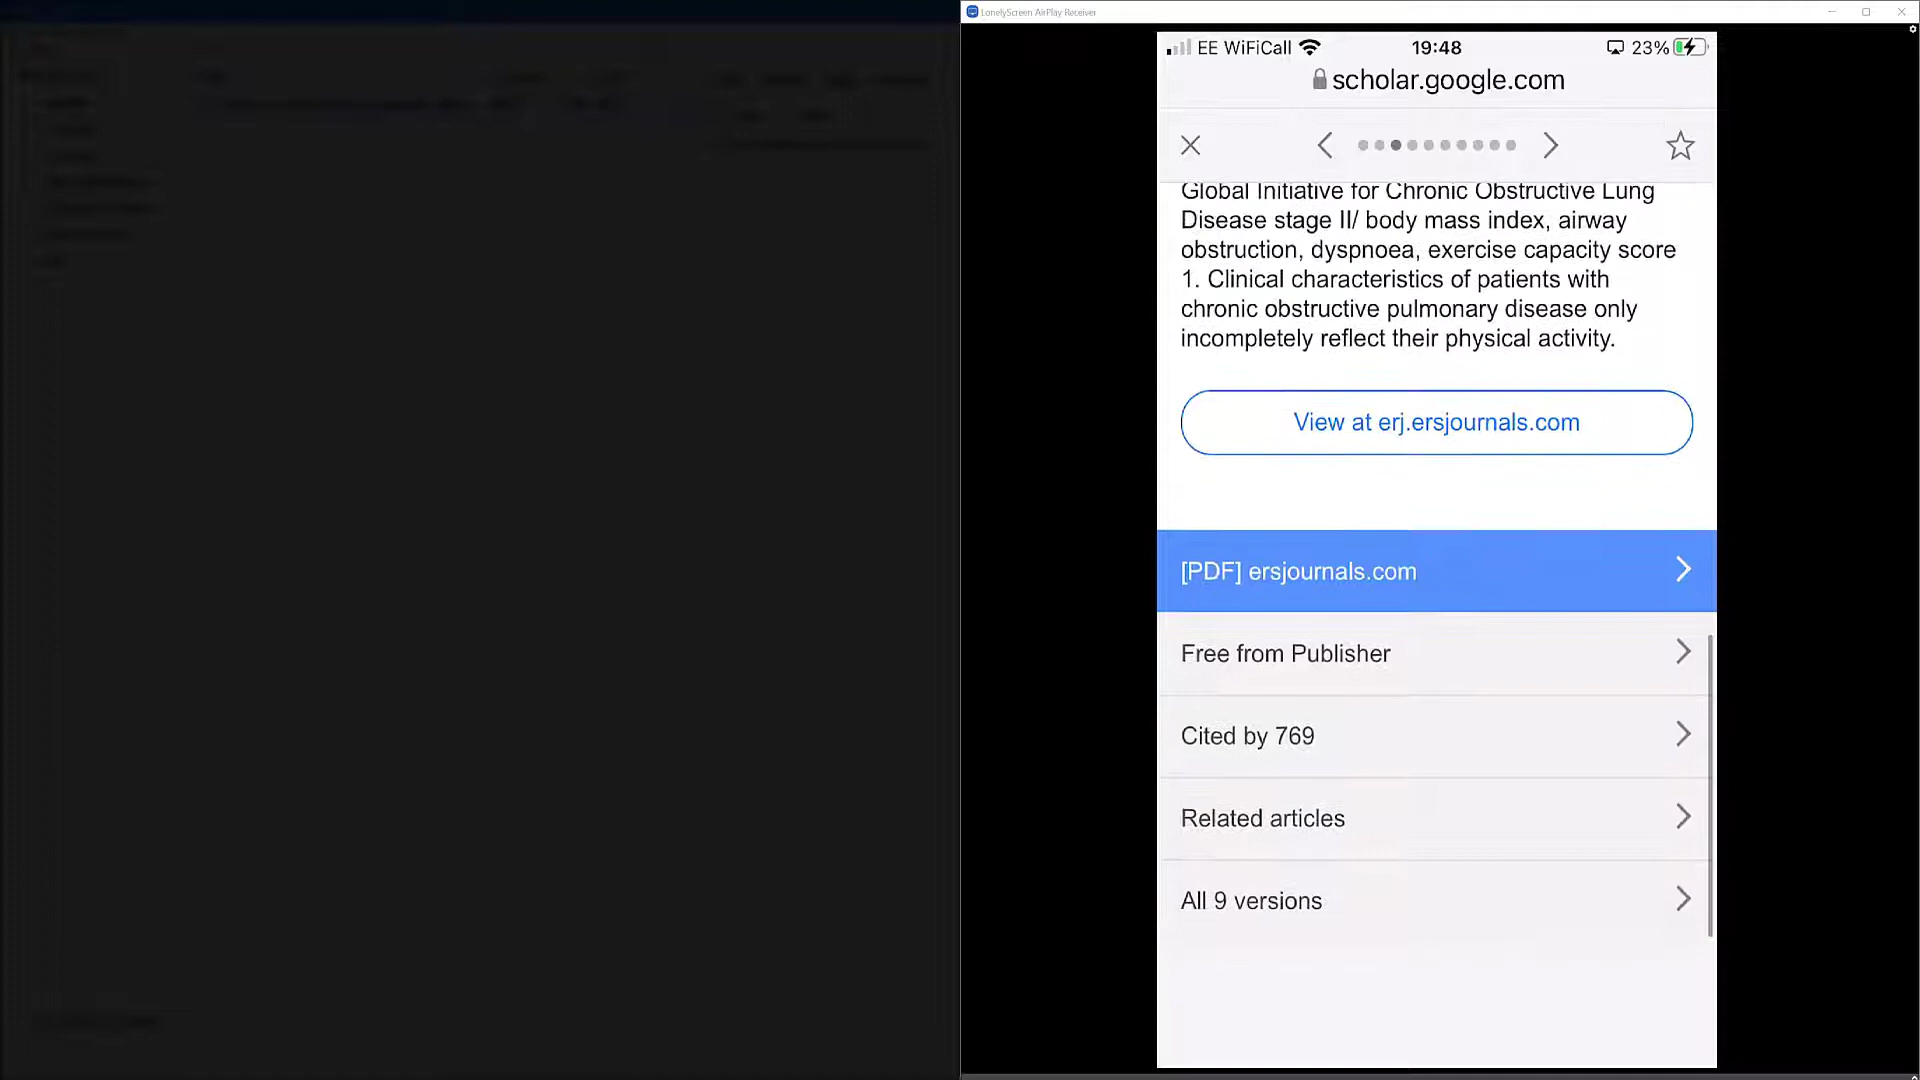 LonelyScreen AirPlay Receiver
EE WiFiCall 19:48 23%
scholar.google.com
Global Initiative for Chronic Obstructive Lung
Disease stage II/ body mass index, airway
obstruction, dyspnoea, exercise capacity score
1. Clinical characteristics of patients with
chronic obstructive pulmonary disease only
incompletely reflect their physical activity.
View at erj.ersjournals.com
[PDF] ersjournals.com
Free from Publisher
Cited by 769
Related articles
All 9 versions